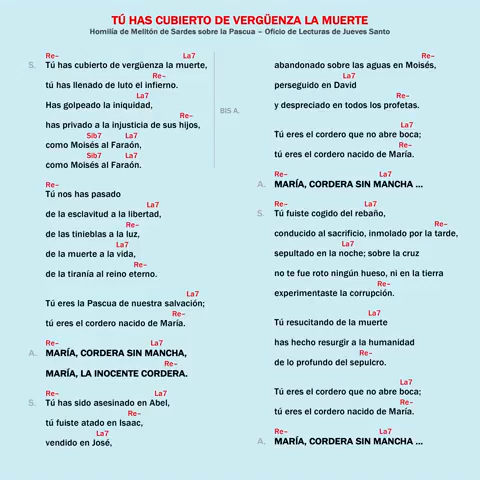 TÚ HAS CUBIERTO DE VERGÜENZA LA MUERTE
Homilía de Melitón de Sardes sobre la Pascua – Oficio de Lecturas de Jueves Santo
Re– La7
S. Tú has cubierto de vergüenza la muerte,
Re–
tú has llenado de luto el infierno.
La7
Has golpeado la iniquidad,
Re–
has privado a la injusticia de sus hijos,
Sib7 La7
como Moisés al Faraón,
Sib7 La7
como Moisés al Faraón.
BIS A.
Re–
Tú nos has pasado
La7
de la esclavitud a la libertad,
Re–
de las tinieblas a la luz,
La7
de la muerte a la vida,
Re–
de la tiranía al reino eterno.
La7
Tú eres la Pascua de nuestra salvación;
Re–
tú eres el cordero nacido de María.
Re– La7
A. MARÍA, CORDERA SIN MANCHA,
Re–
MARÍA, LA INOCENTE CORDERA.
Re– La7
S. Tú has sido asesinado en Abel,
Re–
tú fuiste atado en Isaac,
La7
vendido en José,
Re–
abandonado sobre las aguas en Moisés,
La7
perseguido en David
Re–
y despreciado en todos los profetas.
La7
Tú eres el cordero que no abre boca;
Re–
tú eres el cordero nacido de María.
Re– La7
A. MARÍA, CORDERA SIN MANCHA ...
Re– La7
S. Tú fuiste cogido del rebaño,
Re–
conducido al sacrificio, inmolado por la tarde,
La7
sepultado en la noche; sobre la cruz
no te fue roto ningún hueso, ni en la tierra
Re–
experimentaste la corrupción.
La7
Tú resucitando de la muerte
has hecho resurgir a la humanidad
Re–
de lo profundo del sepulcro.
La7
Tú eres el cordero que no abre boca;
Re–
tú eres el cordero nacido de María.
Re– La7
A. MARÍA, CORDERA SIN MANCHA ...